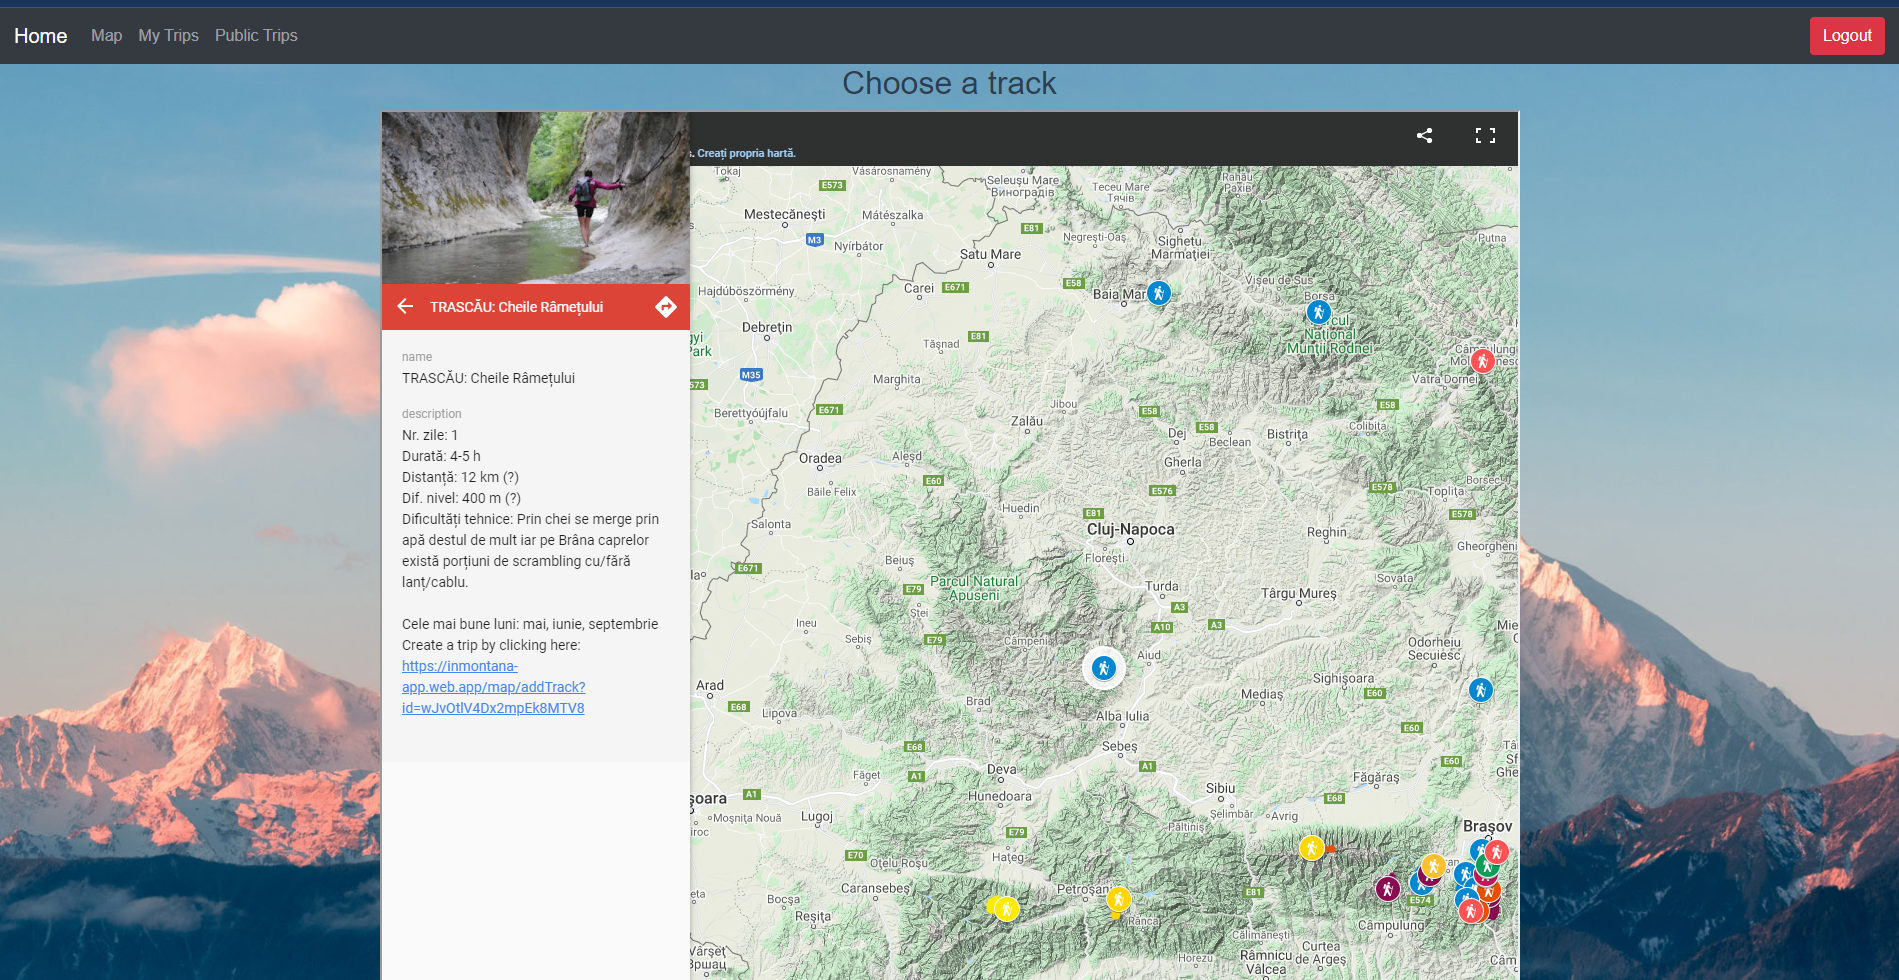 Home Map My Trips Public Trips Logout
Choose a track
s. Creați propria hartă.
TRASCĂU: Cheile Râmețului
name
TRASCĂU: Cheile Râmețului
description
Nr. zile: 1
Durată: 4-5 h
Distanță: 12 km (?)
Dif. nivel: 400 m (?)
Dificultăți tehnice: Prin chei se merge prin
apă destul de mult iar pe Brâna caprelor
există porțiuni de scrambling cu/fără
lanț/cablu.
Cele mai bune luni: mai, iunie, septembrie
Create a trip by clicking here:
https://inmontana-
app.web.app/map/addTrack?
id=wJvOtlV4Dx2mpEk8MTV8
Tokaj
Vásárosnamény
Seleușu Mare
Виноградів
Teceu Mare
Тячів
Rahău
Рахів
E573
Mestecănești
Mátészalka
E81
Negrești-Oaș
Sighetu
Marmației
Putna
M3
Nyírbátor
Satu Mare
Vișeu de Sus
Hajdúböszörmény
Carei
E671
E58
Baia Mar
Borșa
Debrețin
Național
Munții Rodnei
gyi
Park
E81
Tășnad
Vatra Dornei
573
M35
Marghita
Berettyóújfalu
E671
Jibou
E58
E58
Zalău
E58
Dej
Beclean
Bistrița
Colibița
Oradea
Aleșd
Gherla
E60
Băile Felix
E576
E578
Toplița
Borsec
Huedin
E81
E578
Salonta
Cluj-Napoca
Reghin
Florești
Gheorgheni
Beiuș
E671
Parcul Natural
Apuseni
E79
Turda
Sovata
Târgu Mureș
A3
Ștei
Ineu
Sebiș
E79
Câmpeni
A10
A3
Odorheiu
Secuiesc
Mie
Aiud
Arad
Sighișoara
E60
E68
Lipova
Brad
Mediaș
Alba Iulia
E60
E68
Sebeș
E60
Făget
A1
Deva
A1
Făgăraș
șoara
A1
Hunedoara
Sibiu
E68
Moșnița Nouă
Lugoj
Șelimbăr
Avrig
iroc
Păltiniș
Brașov
E79
E70
Oțelu Roșu
Hațeg
Caransebeș
Petroșani
E81
Bocșa
E574
Reșița
Rânca
Câmpulung
Călimănești
Vârșeț
Вршац
Horezu
Râmnicu
Vâlcea
Curtea
de Argeș
Câm